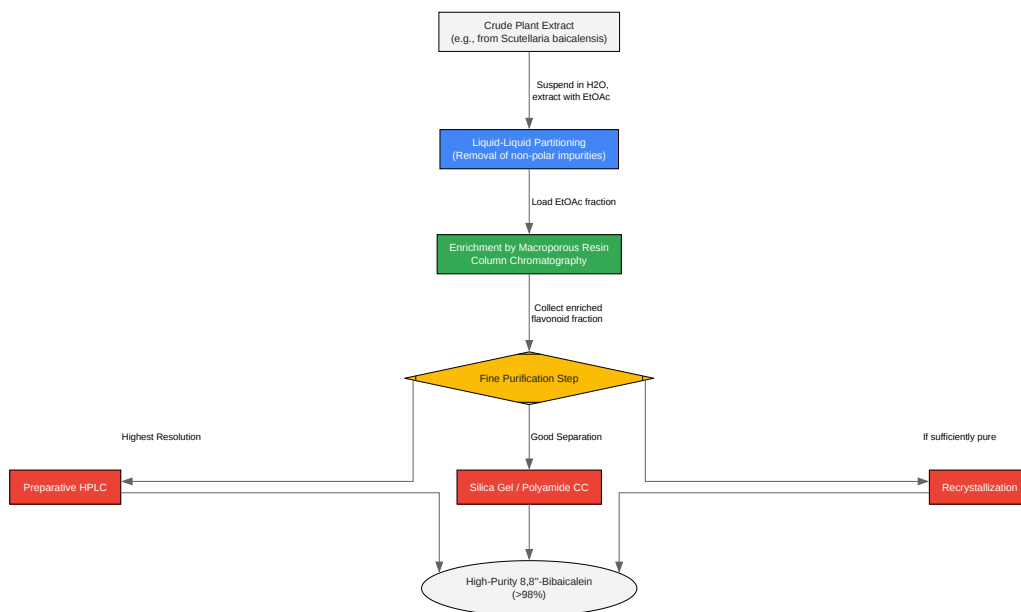 Crude Plant Extract
(e.g., from Scutellaria baicalensis)
Suspend in H2O,
extract with EtOAc
Liquid-Liquid Partitioning
(Removal of non-polar impurities)
Load EtOAc fraction
Enrichment by Macroporous Resin
Column Chromatography
Collect enriched
flavonoid fraction
Fine Purification Step
Highest Resolution
Good Separation
If sufficiently pure
Preparative HPLC
Silica Gel / Polyamide CC
Recrystallization
High-Purity 8,8"-Bibaicalein
(>98%)